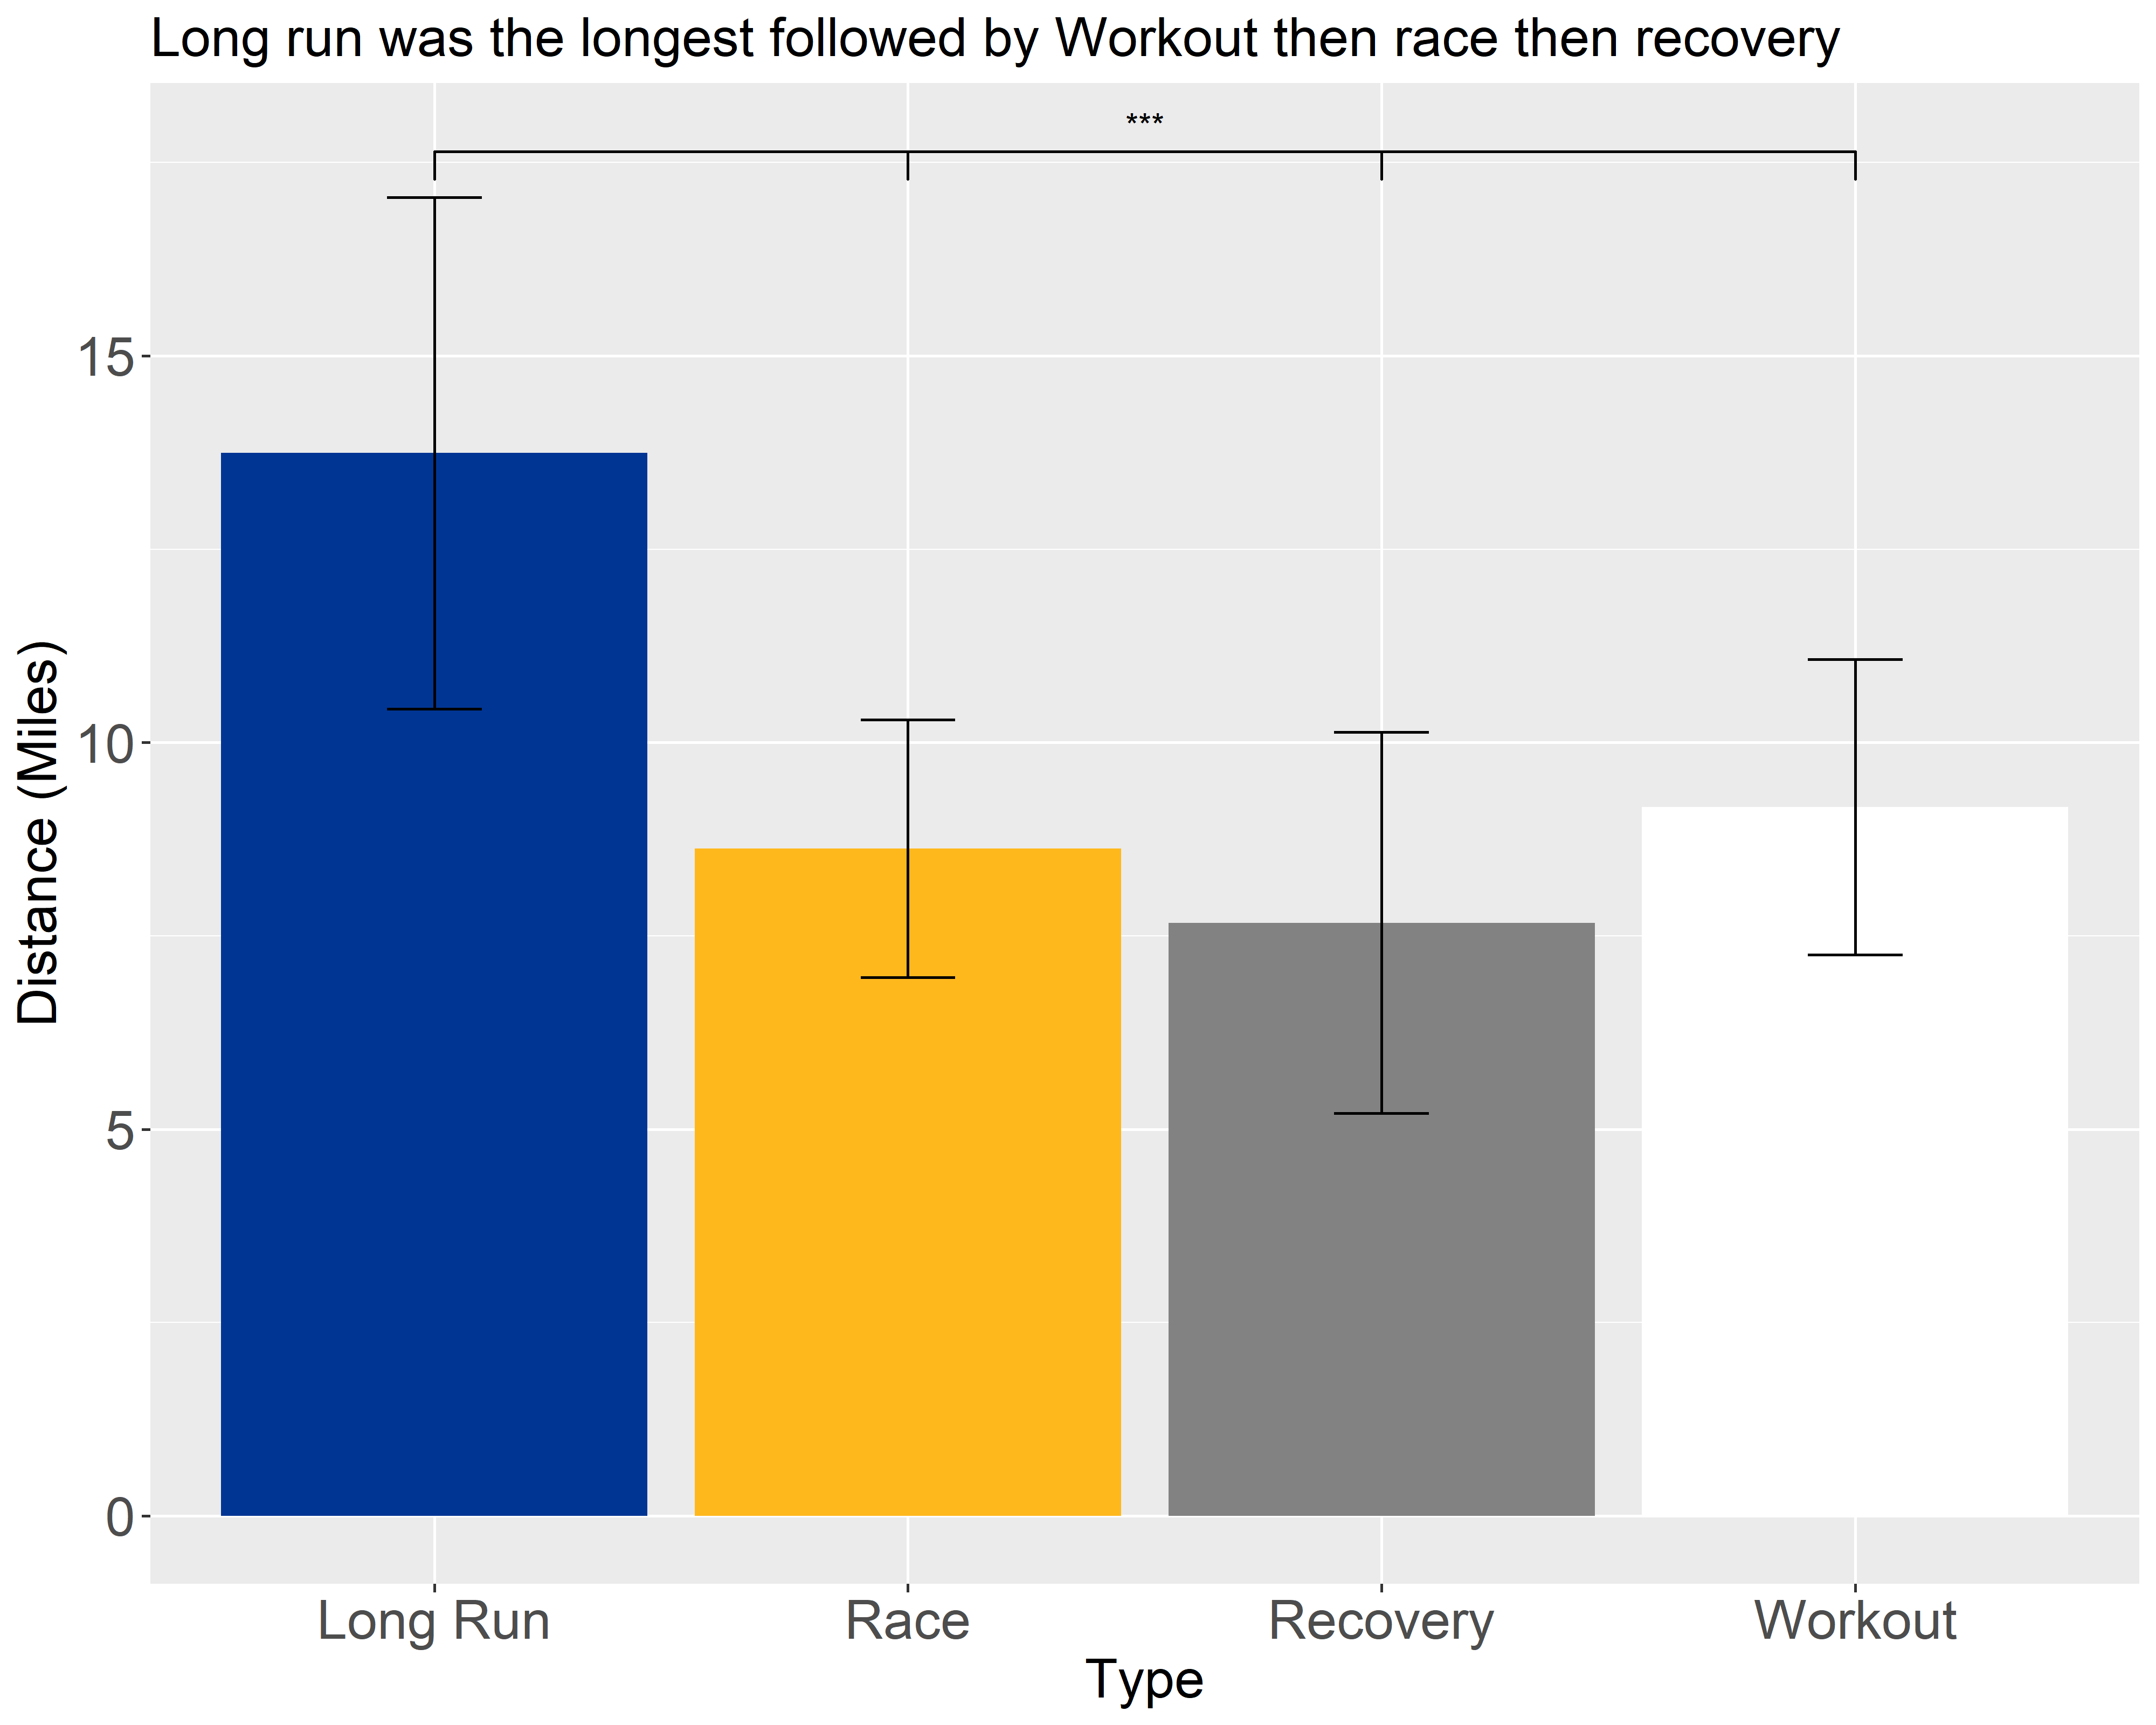 Long run was the longest followed by Workout then race then recovery
***
15
10
5
0
Distance (Miles)
Long Run Race Recovery Workout
Type